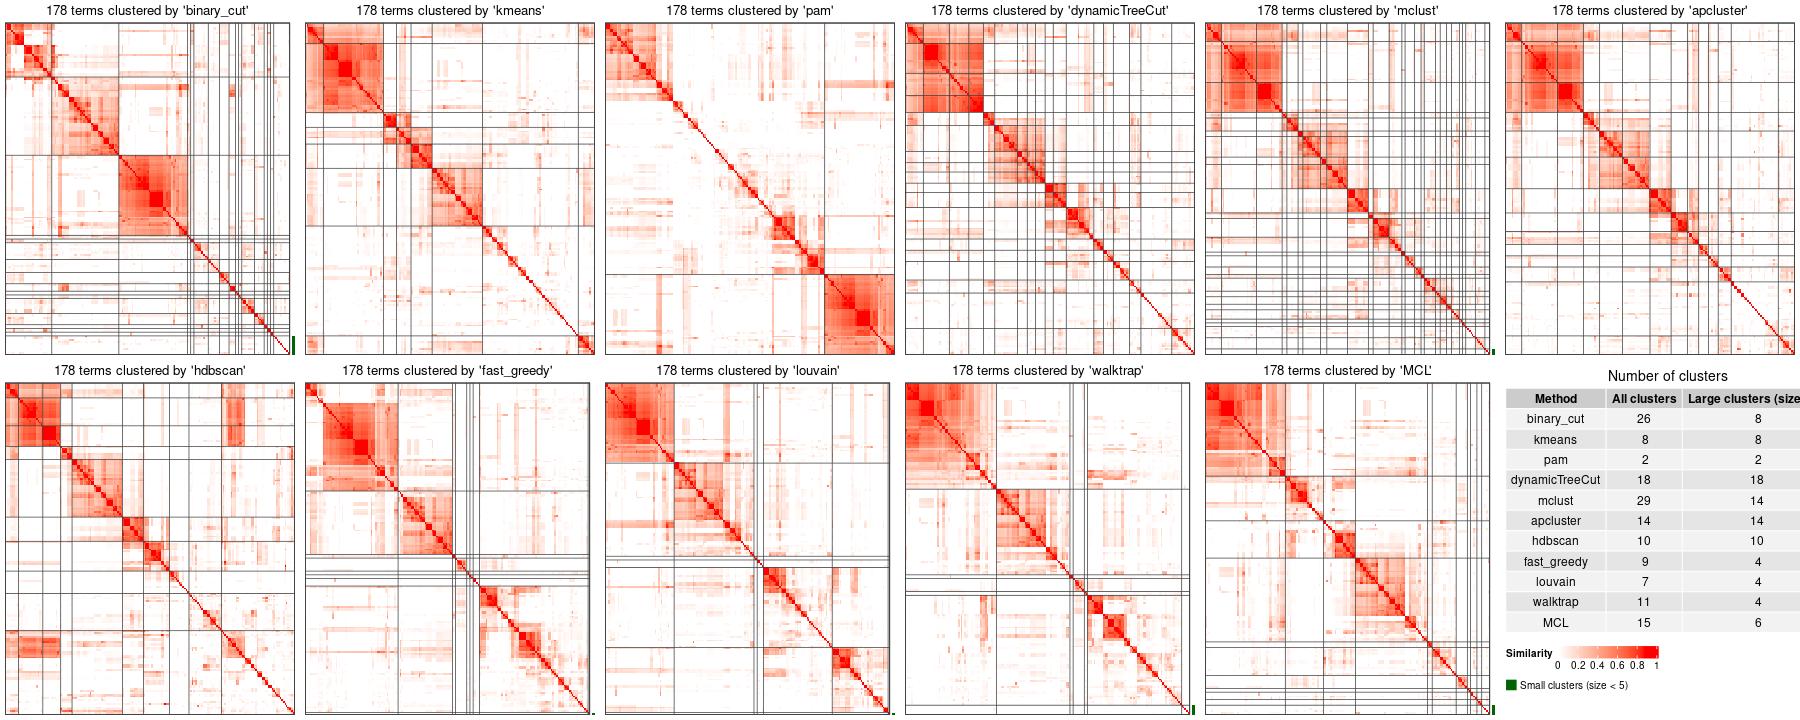 178 terms clustered by 'binary_cut'
178 terms clustered by 'kmeans'
178 terms clustered by 'pam'
178 terms clustered by 'dynamicTreeCut'
178 terms clustered by 'mclust'
178 terms clustered by 'apcluster'
178 terms clustered by 'hdbscan'
178 terms clustered by 'fast_greedy'
178 terms clustered by 'louvain'
178 terms clustered by 'walktrap'
178 terms clustered by 'MCL'
Number of clusters
Method All clusters Large clusters (size
binary_cut 26 8
kmeans 8 8
pam 2 2
dynamicTreeCut 18 18
mclust 29 14
apcluster 14 14
hdbscan 10 10
fast_greedy 9 4
louvain 7 4
walktrap 11 4
MCL 15 6
Similarity
0 0.2 0.4 0.6 0.8 1
Small clusters (size < 5)